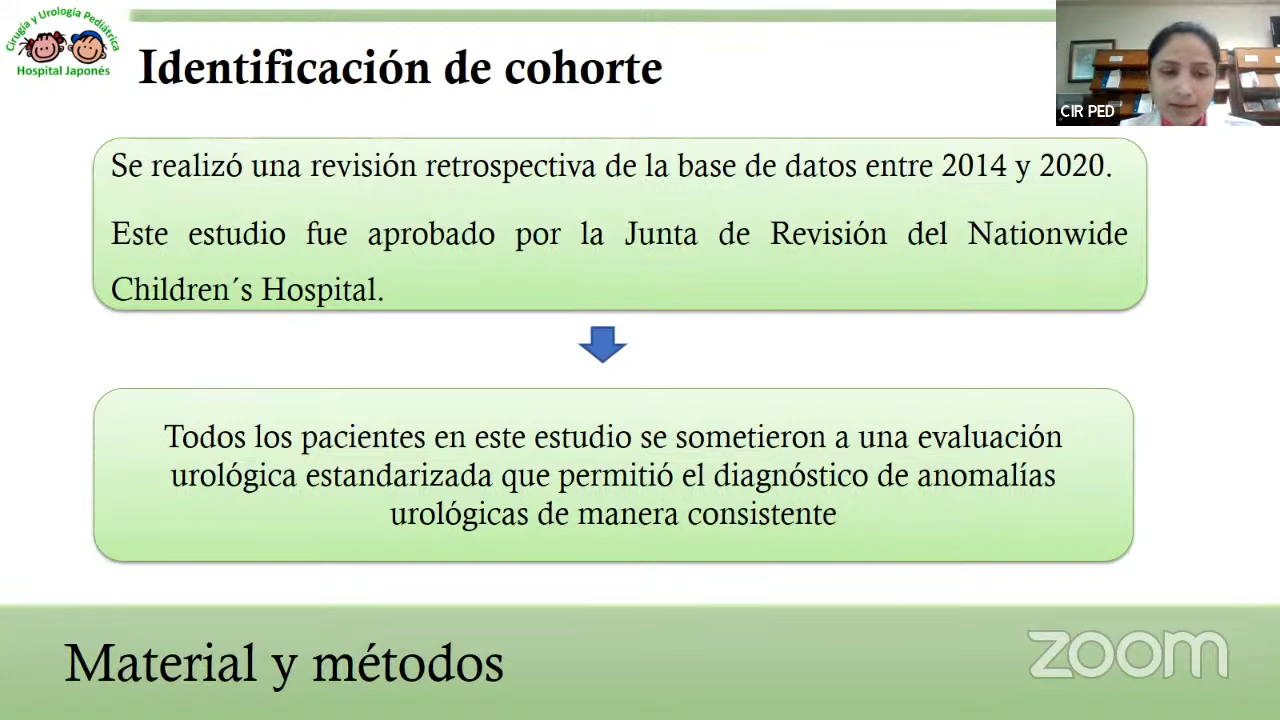 Cirugía y Urología Pediátrica
Hospital Japonés
Identificación de cohorte
CIR PED
Se realizó una revisión retrospectiva de la base de datos entre 2014 y 2020.
Este estudio fue aprobado por la Junta de Revisión del Nationwide
Children´s Hospital.
Todos los pacientes en este estudio se sometieron a una evaluación
urológica estandarizada que permitió el diagnóstico de anomalías
urológicas de manera consistente
Material y métodos
zoom